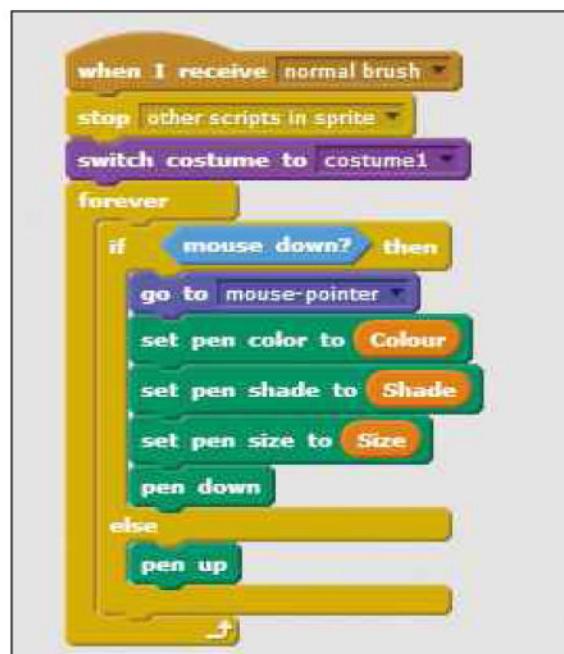 when I receive normal brush
stop other scripts in sprite
switch costume to costume1
forever
if mouse down? then
go to mouse-pointer
set pen color to Colour
set pen shade to Shade
set pen size to Size
pen down
else
pen up